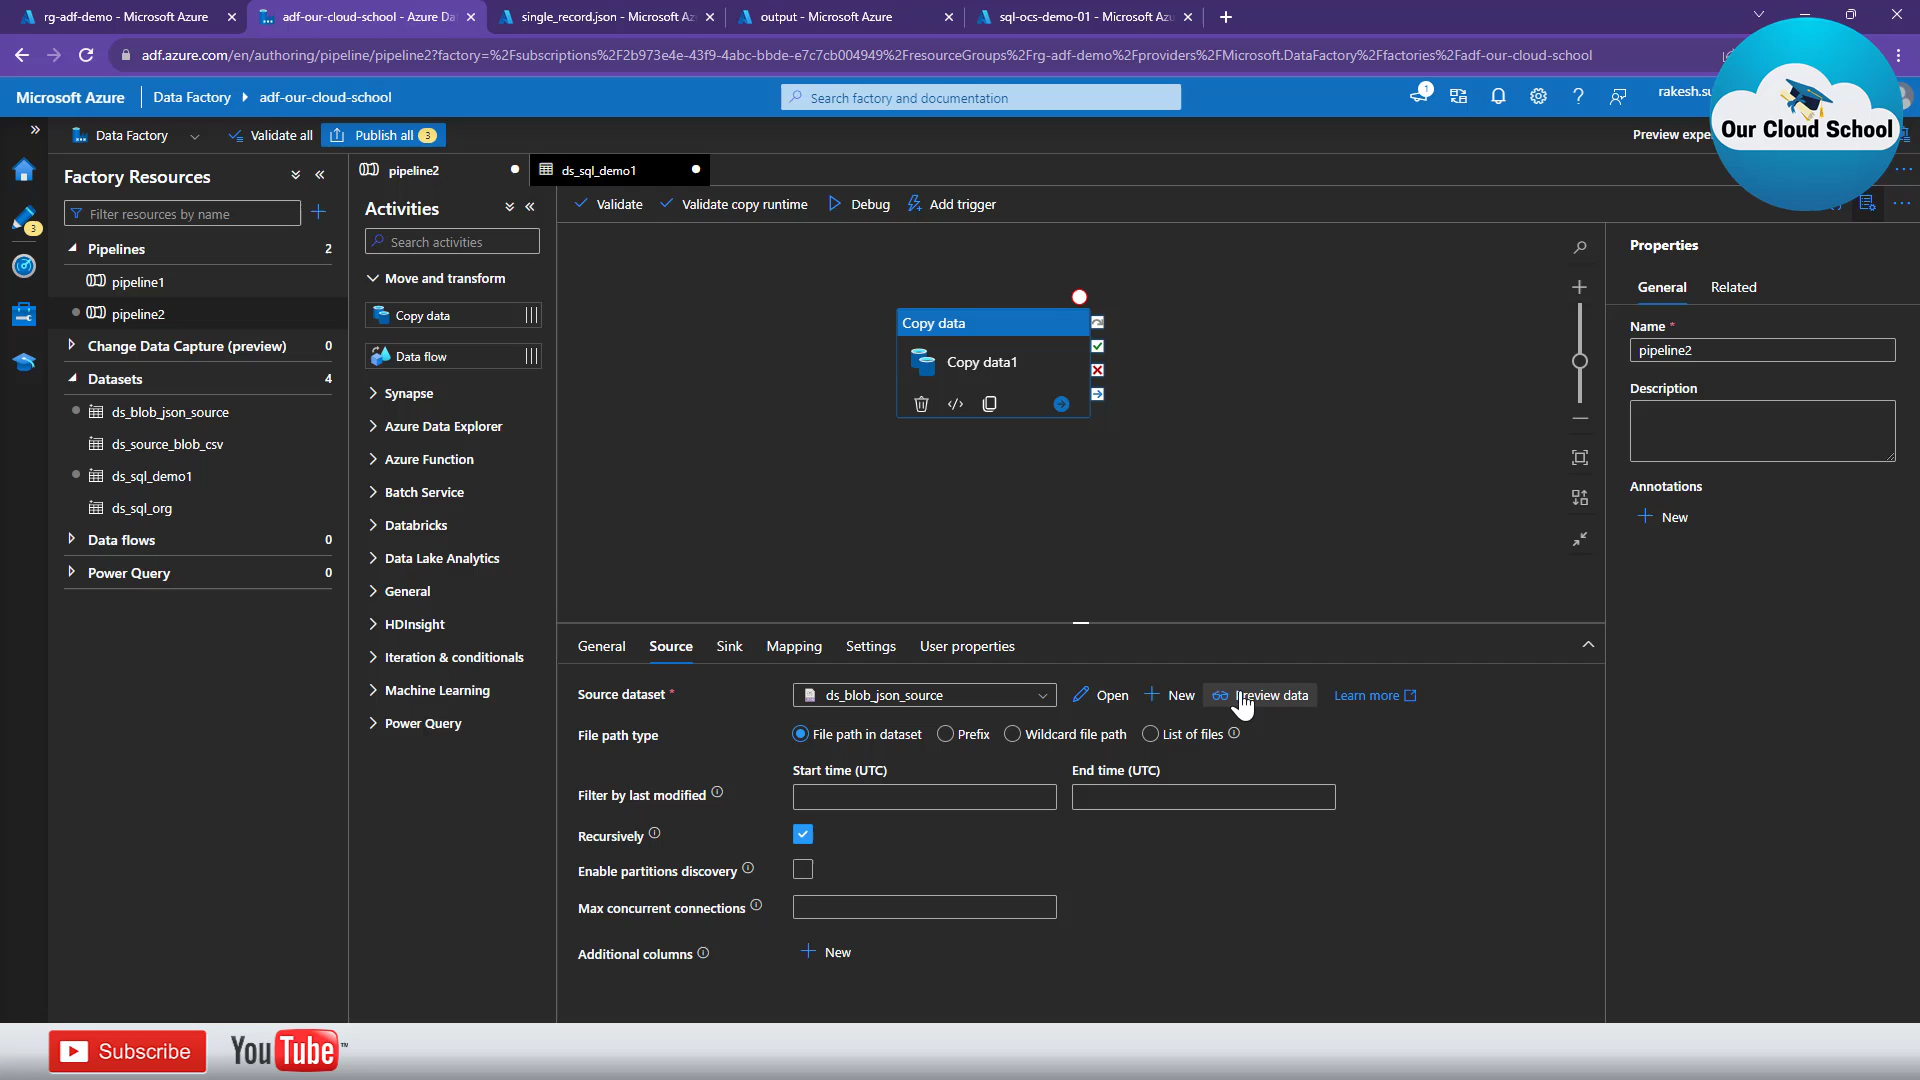 rg-adf-demo - Microsoft Azure
adf-our-cloud-school - Azure Da
single_record.json - Microsoft Az
output - Microsoft Azure
sql-ocs-demo-01 - Microsoft Azu
adf.azure.com/en/authoring/pipeline/pipeline2?factory=%2Fsubscriptions%2F2b973e4e-43f9-4abc-bbde-e7c7cb004949%2FresourceGroups%2Frg-adf-demo%2Fproviders%2FMicrosoft.DataFactory%2Ffactories%2Fadf-our-cloud-school
Microsoft Azure
Data Factory
adf-our-cloud-school
Search factory and documentation
1
rakesh.su
Our Cloud School
Data Factory
Validate all
Publish all 3
Preview expe
Factory Resources
Filter resources by name
3
Pipelines 2
pipeline1
pipeline2
Change Data Capture (preview) 0
Datasets 4
ds_blob_json_source
ds_source_blob_csv
ds_sql_demo1
ds_sql_org
Data flows 0
Power Query 0
pipeline2
ds_sql_demo1
Activities
Search activities
Move and transform
Copy data
Data flow
Synapse
Azure Data Explorer
Azure Function
Batch Service
Databricks
Data Lake Analytics
General
HDInsight
Iteration & conditionals
Machine Learning
Power Query
Validate
Validate copy runtime
Debug
Add trigger
Copy data
Copy data1
General
Source
Sink
Mapping
Settings
User properties
Source dataset *
ds_blob_json_source
Open
New
Preview data
Learn more
File path type
File path in dataset
Prefix
Wildcard file path
List of files
Start time (UTC)
End time (UTC)
Filter by last modified
Recursively
Enable partitions discovery
Max concurrent connections
Additional columns
New
Properties
General
Related
Name *
pipeline2
Description
Annotations
New
Subscribe
YouTube
TM